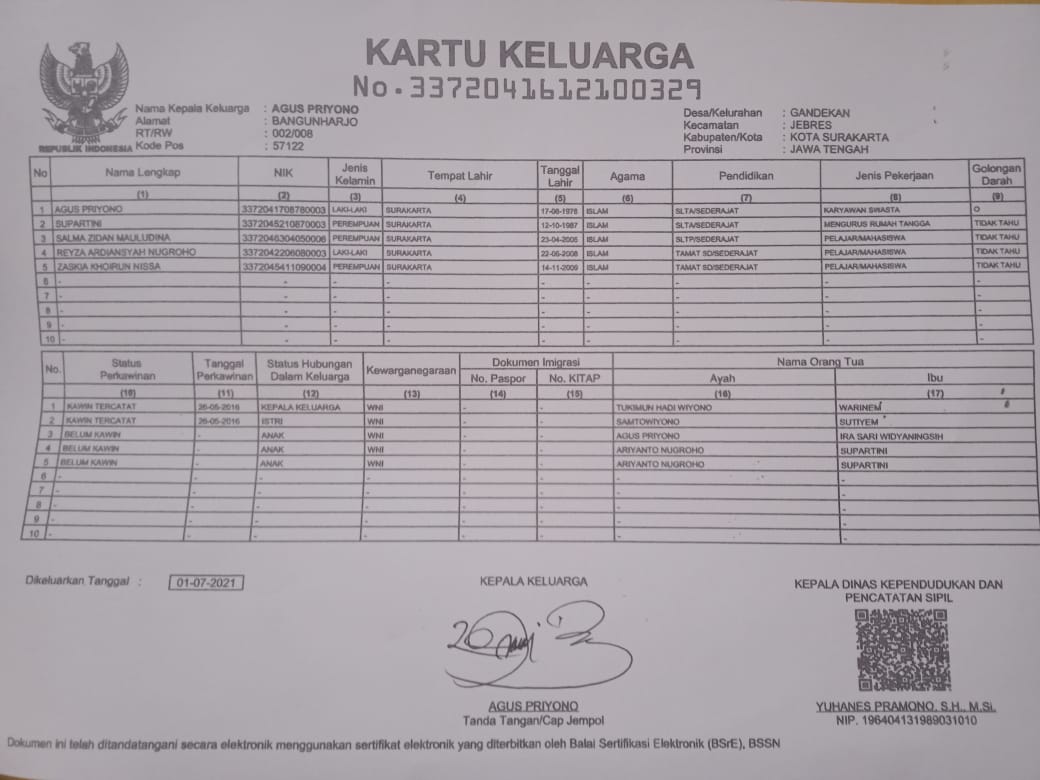 KARTU KELUARGA
No.3372041612100329
REPUBLIK INDONESIA
Nama Kepala Keluarga : AGUS PRIYONO
Alamat : BANGUNHARJO
RT/RW : 002/008
Kode Pos : 57122
Desa/Kelurahan : GANDEKAN
Kecamatan : JEBRES
Kabupaten/Kota : KOTA SURAKARTA
Provinsi : JAWA TENGAH
No Nama Lengkap NIK Jenis Kelamin Tempat Lahir Tanggal Lahir Agama Pendidikan Jenis Pekerjaan Golongan Darah
(1) (2) (3) (4) (5) (6) (7) (8) (9)
1 AGUS PRIYONO 3372041708780003 LAKI-LAKI SURAKARTA 17-08-1978 ISLAM SLTA/SEDERAJAT KARYAWAN SWASTA O
2 SUPARTINI 3372045210870003 PEREMPUAN SURAKARTA 12-10-1987 ISLAM SLTA/SEDERAJAT MENGURUS RUMAH TANGGA TIDAK TAHU
3 SALMA ZIDAN MAULUDINA 3372046304050006 PEREMPUAN SURAKARTA 23-04-2005 ISLAM SLTP/SEDERAJAT PELAJAR/MAHASISWA TIDAK TAHU
4 REYZA ARDIANSYAH NUGROHO 3372042206080003 LAKI-LAKI SURAKARTA 22-06-2008 ISLAM TAMAT SD/SEDERAJAT PELAJAR/MAHASISWA TIDAK TAHU
5 ZASKIA KHOIRUN NISSA 3372045411090004 PEREMPUAN SURAKARTA 14-11-2009 ISLAM TAMAT SD/SEDERAJAT PELAJAR/MAHASISWA TIDAK TAHU
6 - - - - - - - - -
7 - - - - - - - - -
8 - - - - - - - - -
9 - - - - - - - - -
10 - - - - - - - - -
No. Status Perkawinan Tanggal Perkawinan Status Hubungan Dalam Keluarga Kewarganegaraan Dokumen Imigrasi Nama Orang Tua
No. Paspor No. KITAP Ayah Ibu
(10) (11) (12) (13) (14) (15) (16) (17)
1 KAWIN TERCATAT 26-05-2016 KEPALA KELUARGA WNI - - TUKIMUN HADI WIYONO WARINEM
2 KAWIN TERCATAT 26-05-2016 ISTRI WNI - - SAMTOWIYONO SUTIYEM
3 BELUM KAWIN - ANAK WNI - - AGUS PRIYONO IRA SARI WIDYANINGSIH
4 BELUM KAWIN - ANAK WNI - - ARIYANTO NUGROHO SUPARTINI
5 BELUM KAWIN - ANAK WNI - - ARIYANTO NUGROHO SUPARTINI
6 - - - - - - - -
7 - - - - - - - -
8 - - - - - - - -
9 - - - - - - - -
10 - - - - - - - -
Dikeluarkan Tanggal : 01-07-2021
KEPALA KELUARGA
AGUS PRIYONO
Tanda Tangan/Cap Jempol
KEPALA DINAS KEPENDUDUKAN DAN
PENCATATAN SIPIL
YUHANES PRAMONO, S.H., M.Si.
NIP. 196404131989031010
Dokumen ini telah ditandatangani secara elektronik menggunakan sertifikat elektronik yang diterbitkan oleh Balai Sertifikasi Elektronik (BSrE), BSSN